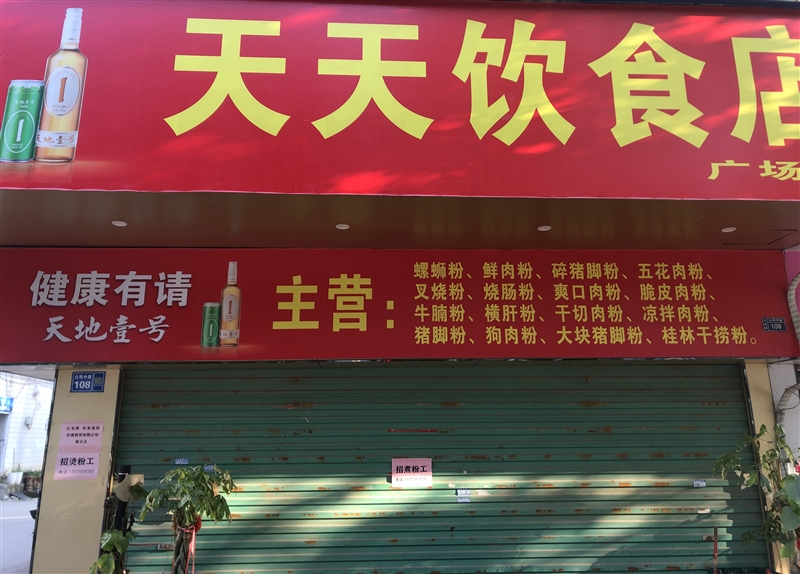 天天饮食店
广场
天地壹号
健康有请
天地壹号
主营：
螺蛳粉、鲜肉粉、碎猪脚粉、五花肉粉、
叉烧粉、烧肠粉、爽口肉粉、脆皮肉粉、
牛腩粉、横肝粉、干切肉粉、凉拌肉粉、
猪脚粉、狗肉粉、大块猪脚粉、桂林干捞粉。
108
108
招烫粉工
招煮粉工